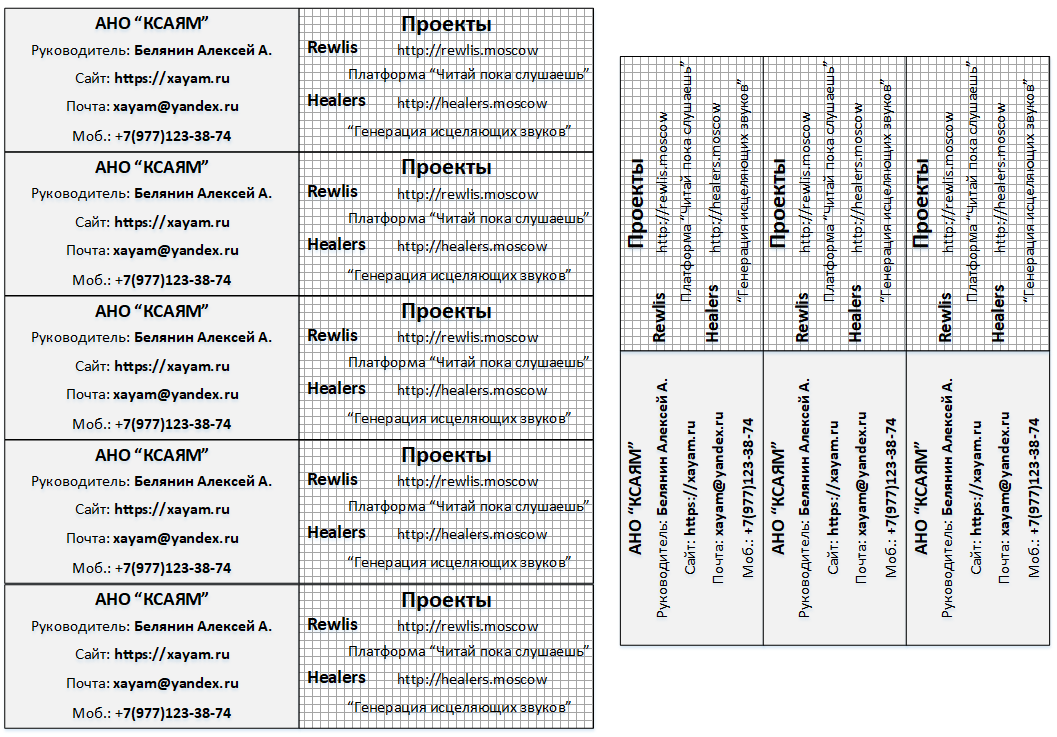 АНО “КСАЯМ”
Руководитель: Белянин Алексей А.
Сайт: https://xayam.ru
Почта: xayam@yandex.ru
Моб.: +7(977)123-38-74
Проекты
Rewlis http://rewlis.moscow
Платформа “Читай пока слушаешь”
Healers http://healers.moscow
“Генерация исцеляющих звуков”
АНО “КСАЯМ”
Руководитель: Белянин Алексей А.
Сайт: https://xayam.ru
Почта: xayam@yandex.ru
Моб.: +7(977)123-38-74
Проекты
Rewlis http://rewlis.moscow
Платформа “Читай пока слушаешь”
Healers http://healers.moscow
“Генерация исцеляющих звуков”
АНО “КСАЯМ”
Руководитель: Белянин Алексей А.
Сайт: https://xayam.ru
Почта: xayam@yandex.ru
Моб.: +7(977)123-38-74
Проекты
Rewlis http://rewlis.moscow
Платформа “Читай пока слушаешь”
Healers http://healers.moscow
“Генерация исцеляющих звуков”
АНО “КСАЯМ”
Руководитель: Белянин Алексей А.
Сайт: https://xayam.ru
Почта: xayam@yandex.ru
Моб.: +7(977)123-38-74
Проекты
Rewlis http://rewlis.moscow
Платформа “Читай пока слушаешь”
Healers http://healers.moscow
“Генерация исцеляющих звуков”
АНО “КСАЯМ”
Руководитель: Белянин Алексей А.
Сайт: https://xayam.ru
Почта: xayam@yandex.ru
Моб.: +7(977)123-38-74
Проекты
Rewlis http://rewlis.moscow
Платформа “Читай пока слушаешь”
Healers http://healers.moscow
“Генерация исцеляющих звуков”
АНО “КСАЯМ”
Руководитель: Белянин Алексей А.
Сайт: https://xayam.ru
Почта: xayam@yandex.ru
Моб.: +7(977)123-38-74
Проекты
Rewlis http://rewlis.moscow
Платформа “Читай пока слушаешь”
Healers http://healers.moscow
“Генерация исцеляющих звуков”
АНО “КСАЯМ”
Руководитель: Белянин Алексей А.
Сайт: https://xayam.ru
Почта: xayam@yandex.ru
Моб.: +7(977)123-38-74
Проекты
Rewlis http://rewlis.moscow
Платформа “Читай пока слушаешь”
Healers http://healers.moscow
“Генерация исцеляющих звуков”
АНО “КСАЯМ”
Руководитель: Белянин Алексей А.
Сайт: https://xayam.ru
Почта: xayam@yandex.ru
Моб.: +7(977)123-38-74
Проекты
Rewlis http://rewlis.moscow
Платформа “Читай пока слушаешь”
Healers http://healers.moscow
“Генерация исцеляющих звуков”